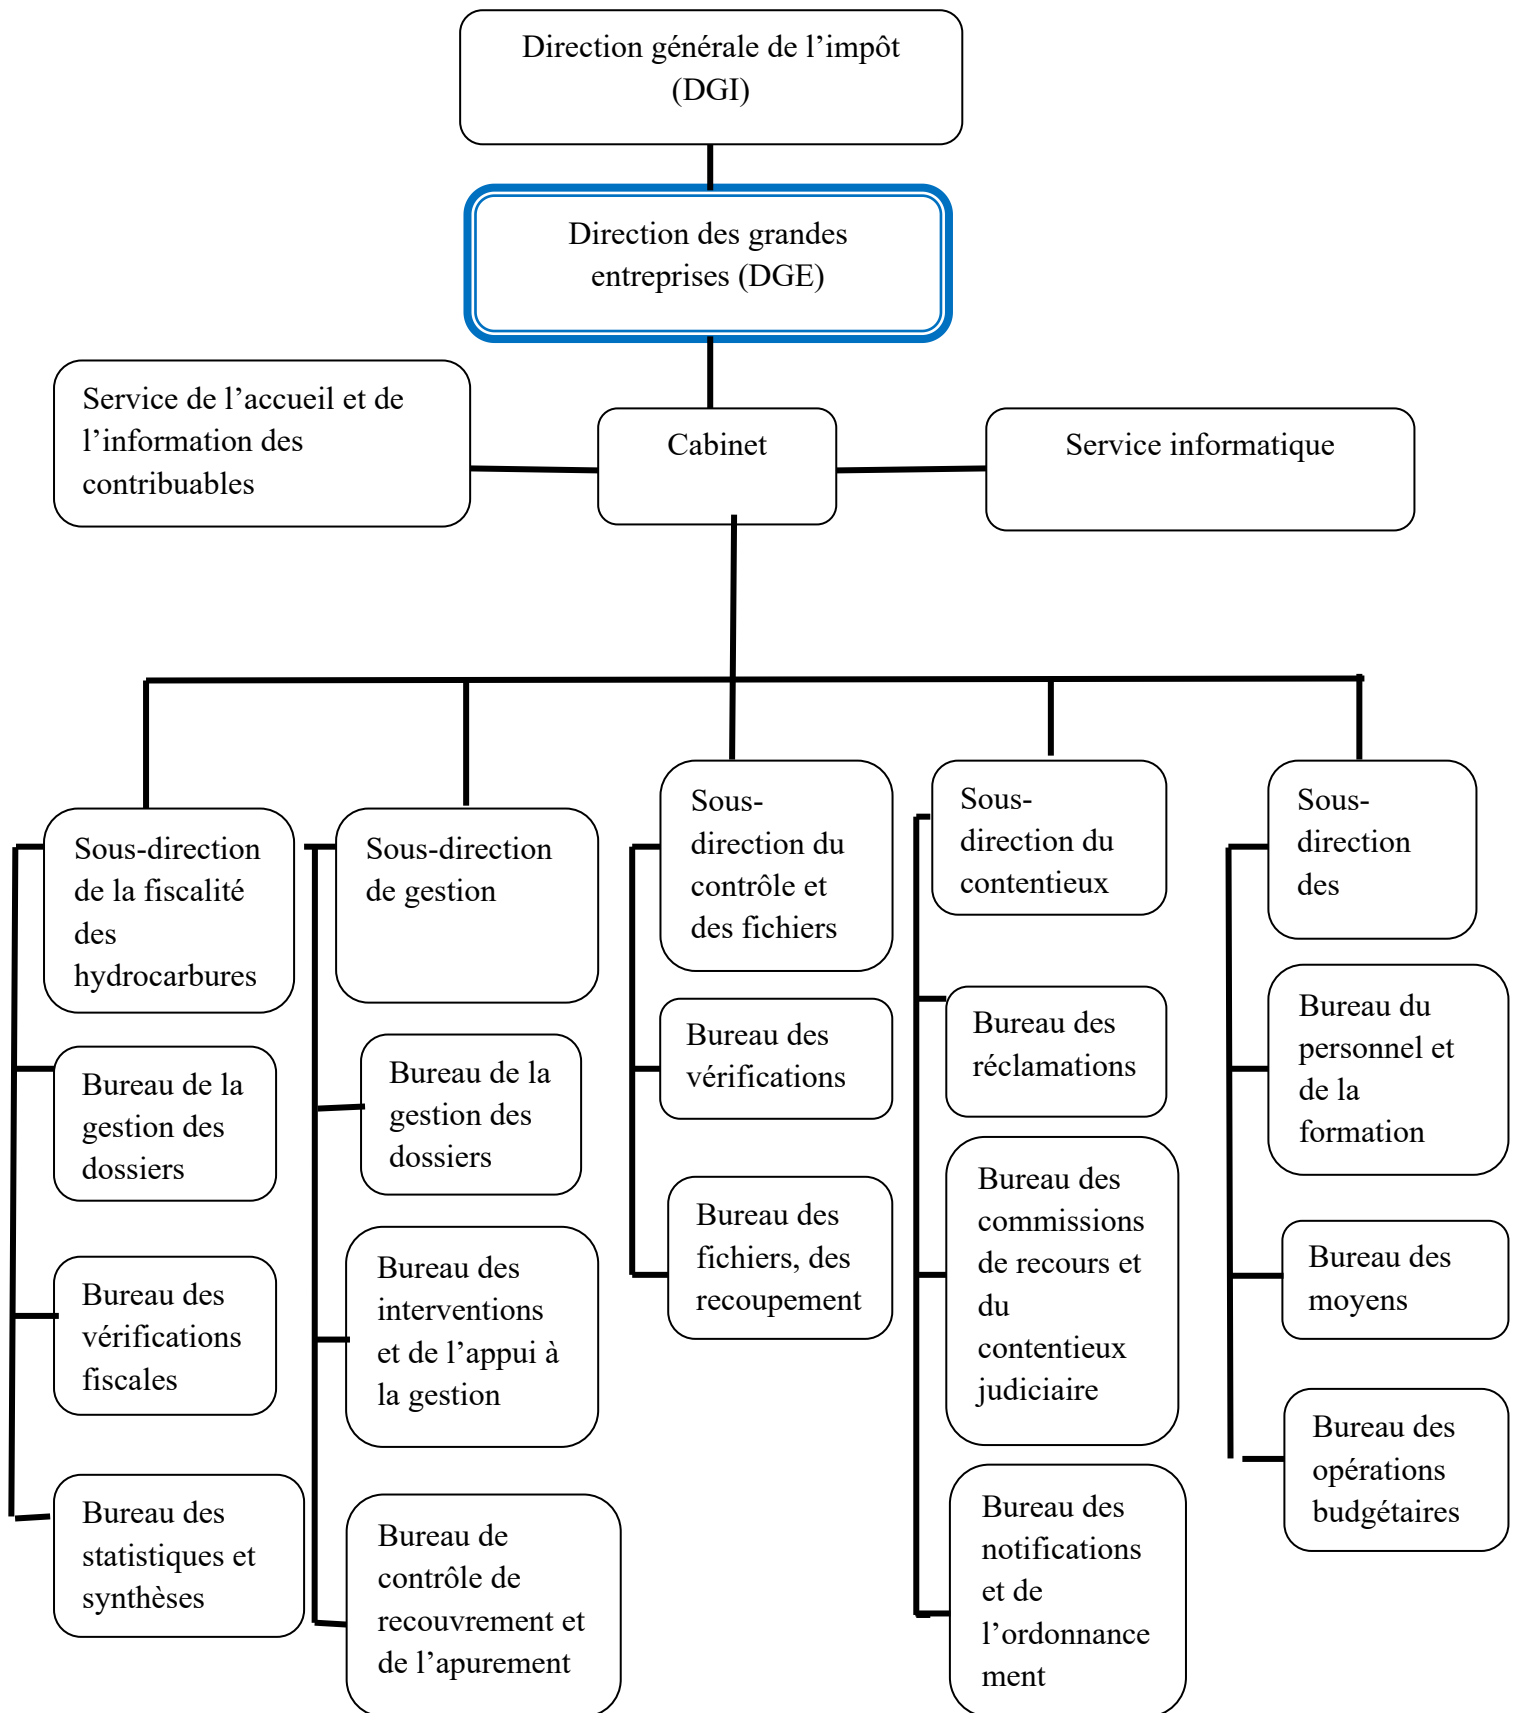 Direction générale de l’impôt
(DGI)
Direction des grandes
entreprises (DGE)
Service de l’accueil et de
l’information des
contribuables
Cabinet
Service informatique
Sous-direction
de la fiscalité
des
hydrocarbures
Bureau de la
gestion des
dossiers
Bureau des
vérifications
fiscales
Bureau des
statistiques et
synthèses
Sous-direction
de gestion
Bureau de la
gestion des
dossiers
Bureau des
interventions
et de l’appui à
la gestion
Bureau de
contrôle de
recouvrement et
de l’apurement
Sous-
direction du
contrôle et
des fichiers
Bureau des
vérifications
Bureau des
fichiers, des
recoupement
Sous-
direction du
contentieux
Bureau des
réclamations
Bureau des
commissions
de recours et
du
contentieux
judiciaire
Bureau des
notifications
et de
l’ordonnance
ment
Sous-
direction
des
Bureau du
personnel et
de la
formation
Bureau des
moyens
Bureau des
opérations
budgétaires